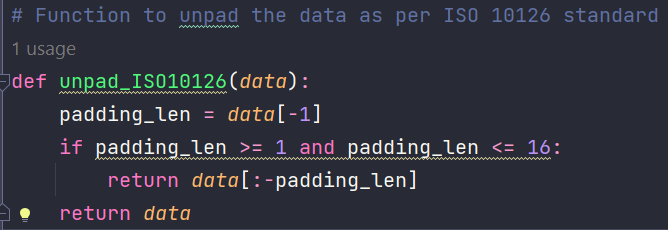 # Function to unpad the data as per ISO 10126 standard
1 usage
def unpad_ISO10126(data):
    padding_len = data[-1]
    if padding_len >= 1 and padding_len <= 16:
        return data[:-padding_len]
    return data